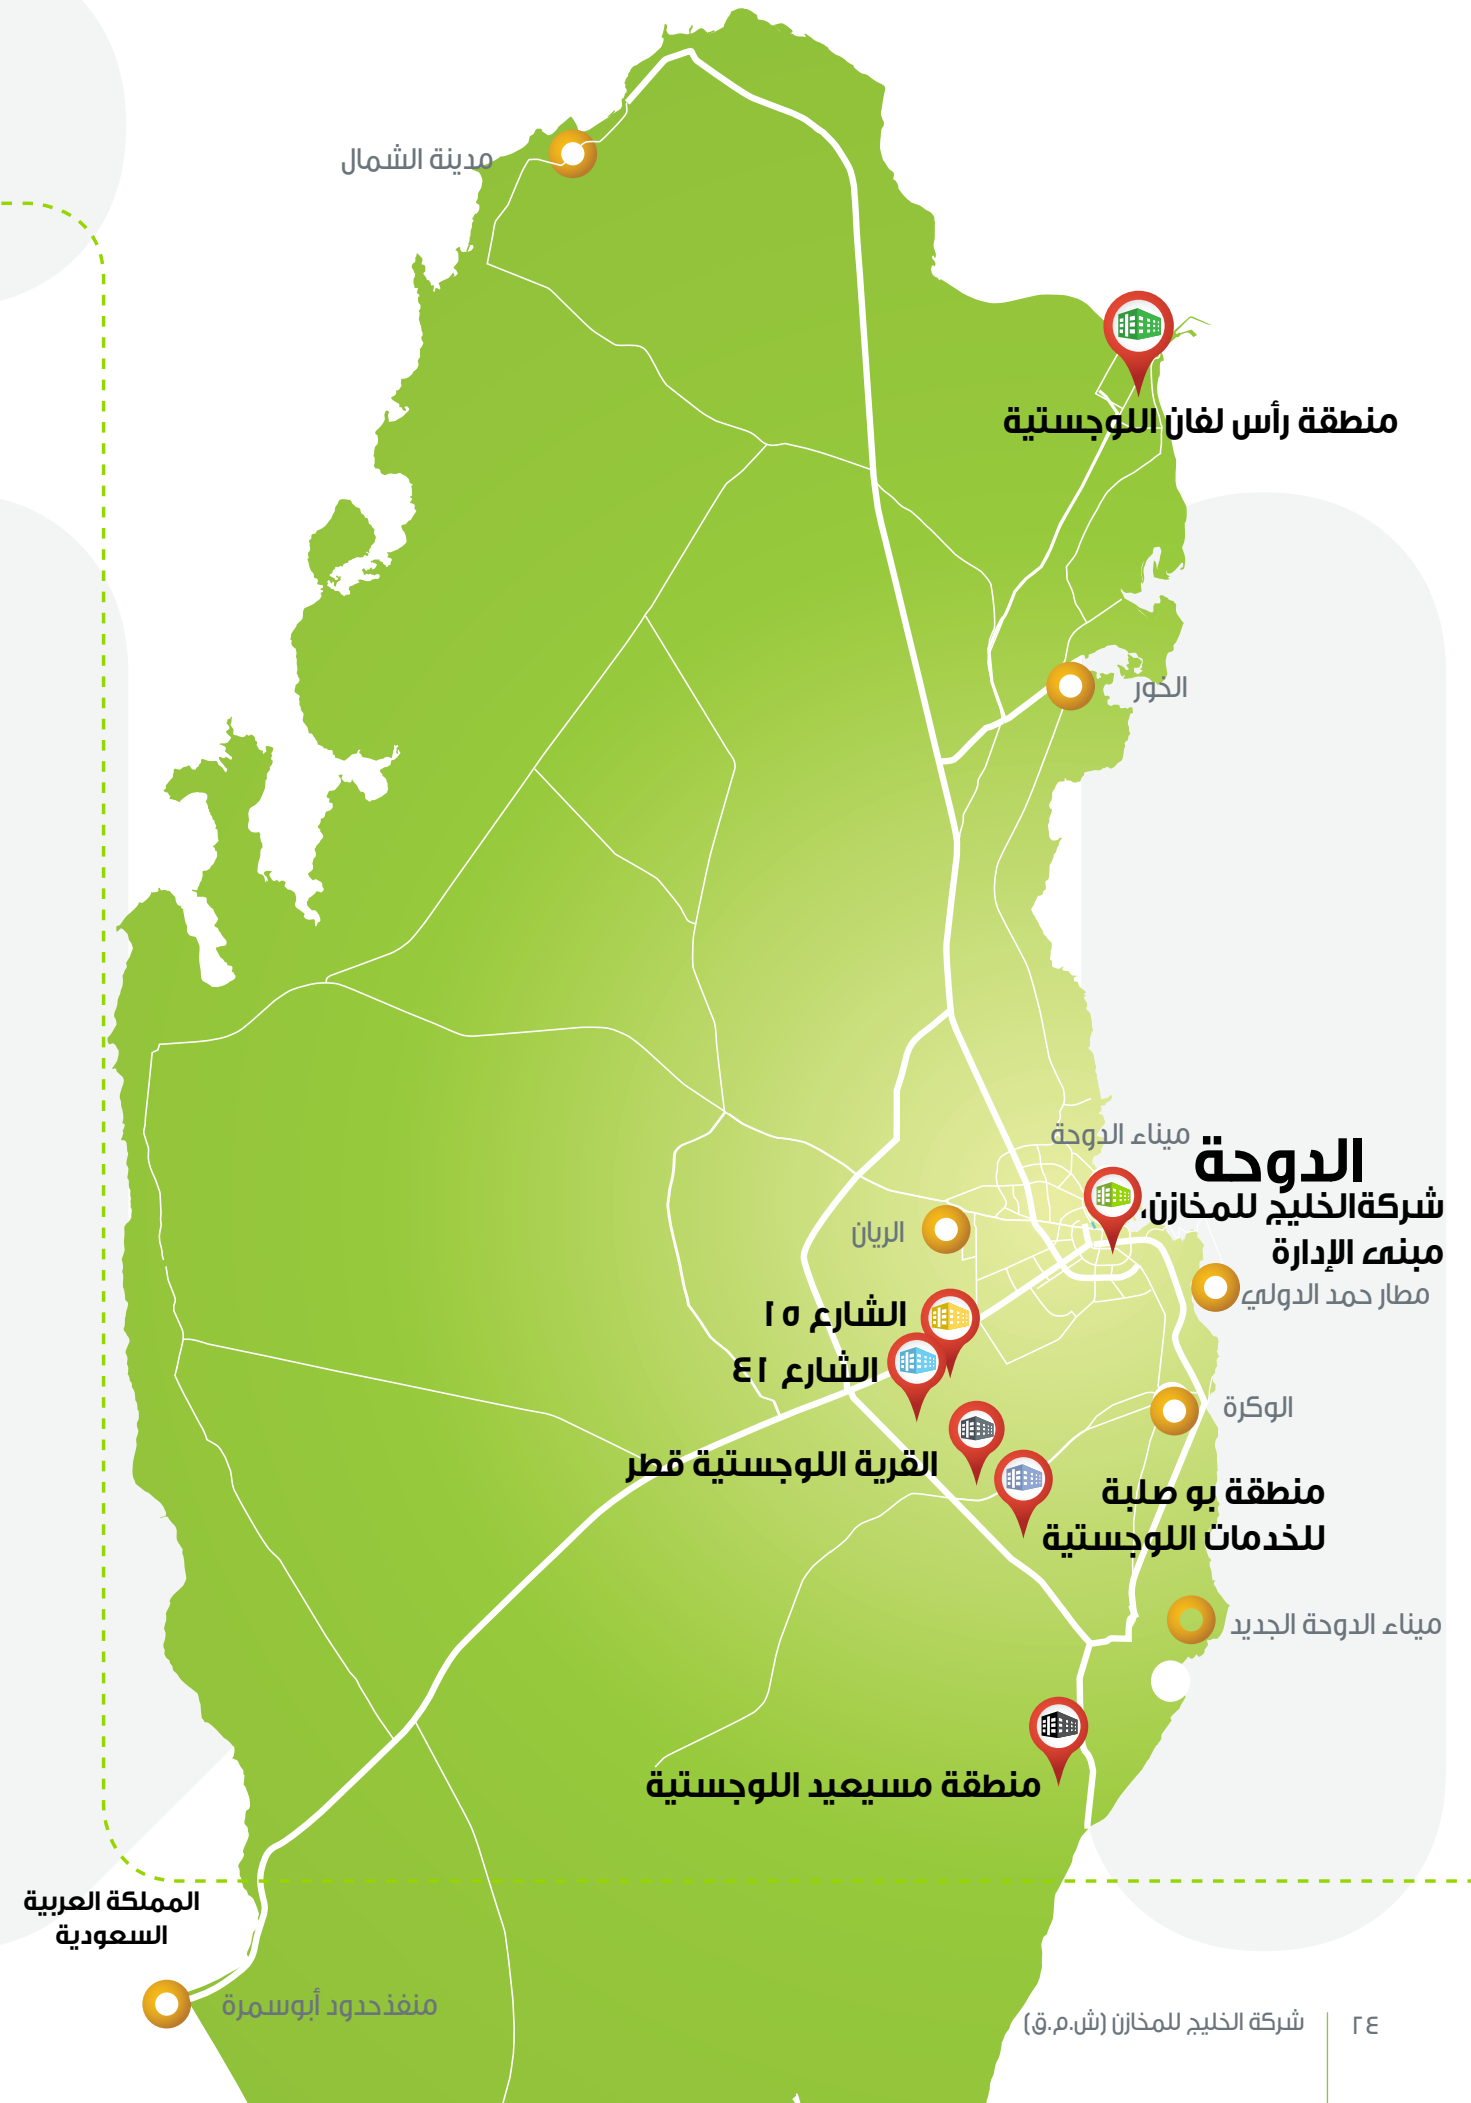 مدينة الشمال
منطقة رأس لفان اللوجستية
الخور
ميناء الدوحة
الدوحة
شركةالخليج للمخازن،
مبنى الإدارة
الريان
مطار حمد الدولي
الشارع ١٥
الشارع ٤١
الوكرة
القرية اللوجستية قطر
منطقة بو صلبة
للخدمات اللوجستية
ميناء الدوحة الجديد
منطقة مسيعيد اللوجستية
المملكة العربية
السعودية
منفذحدود أبوسمرة
شركة الخليج للمخازن (ش.م.ق)
٢٤